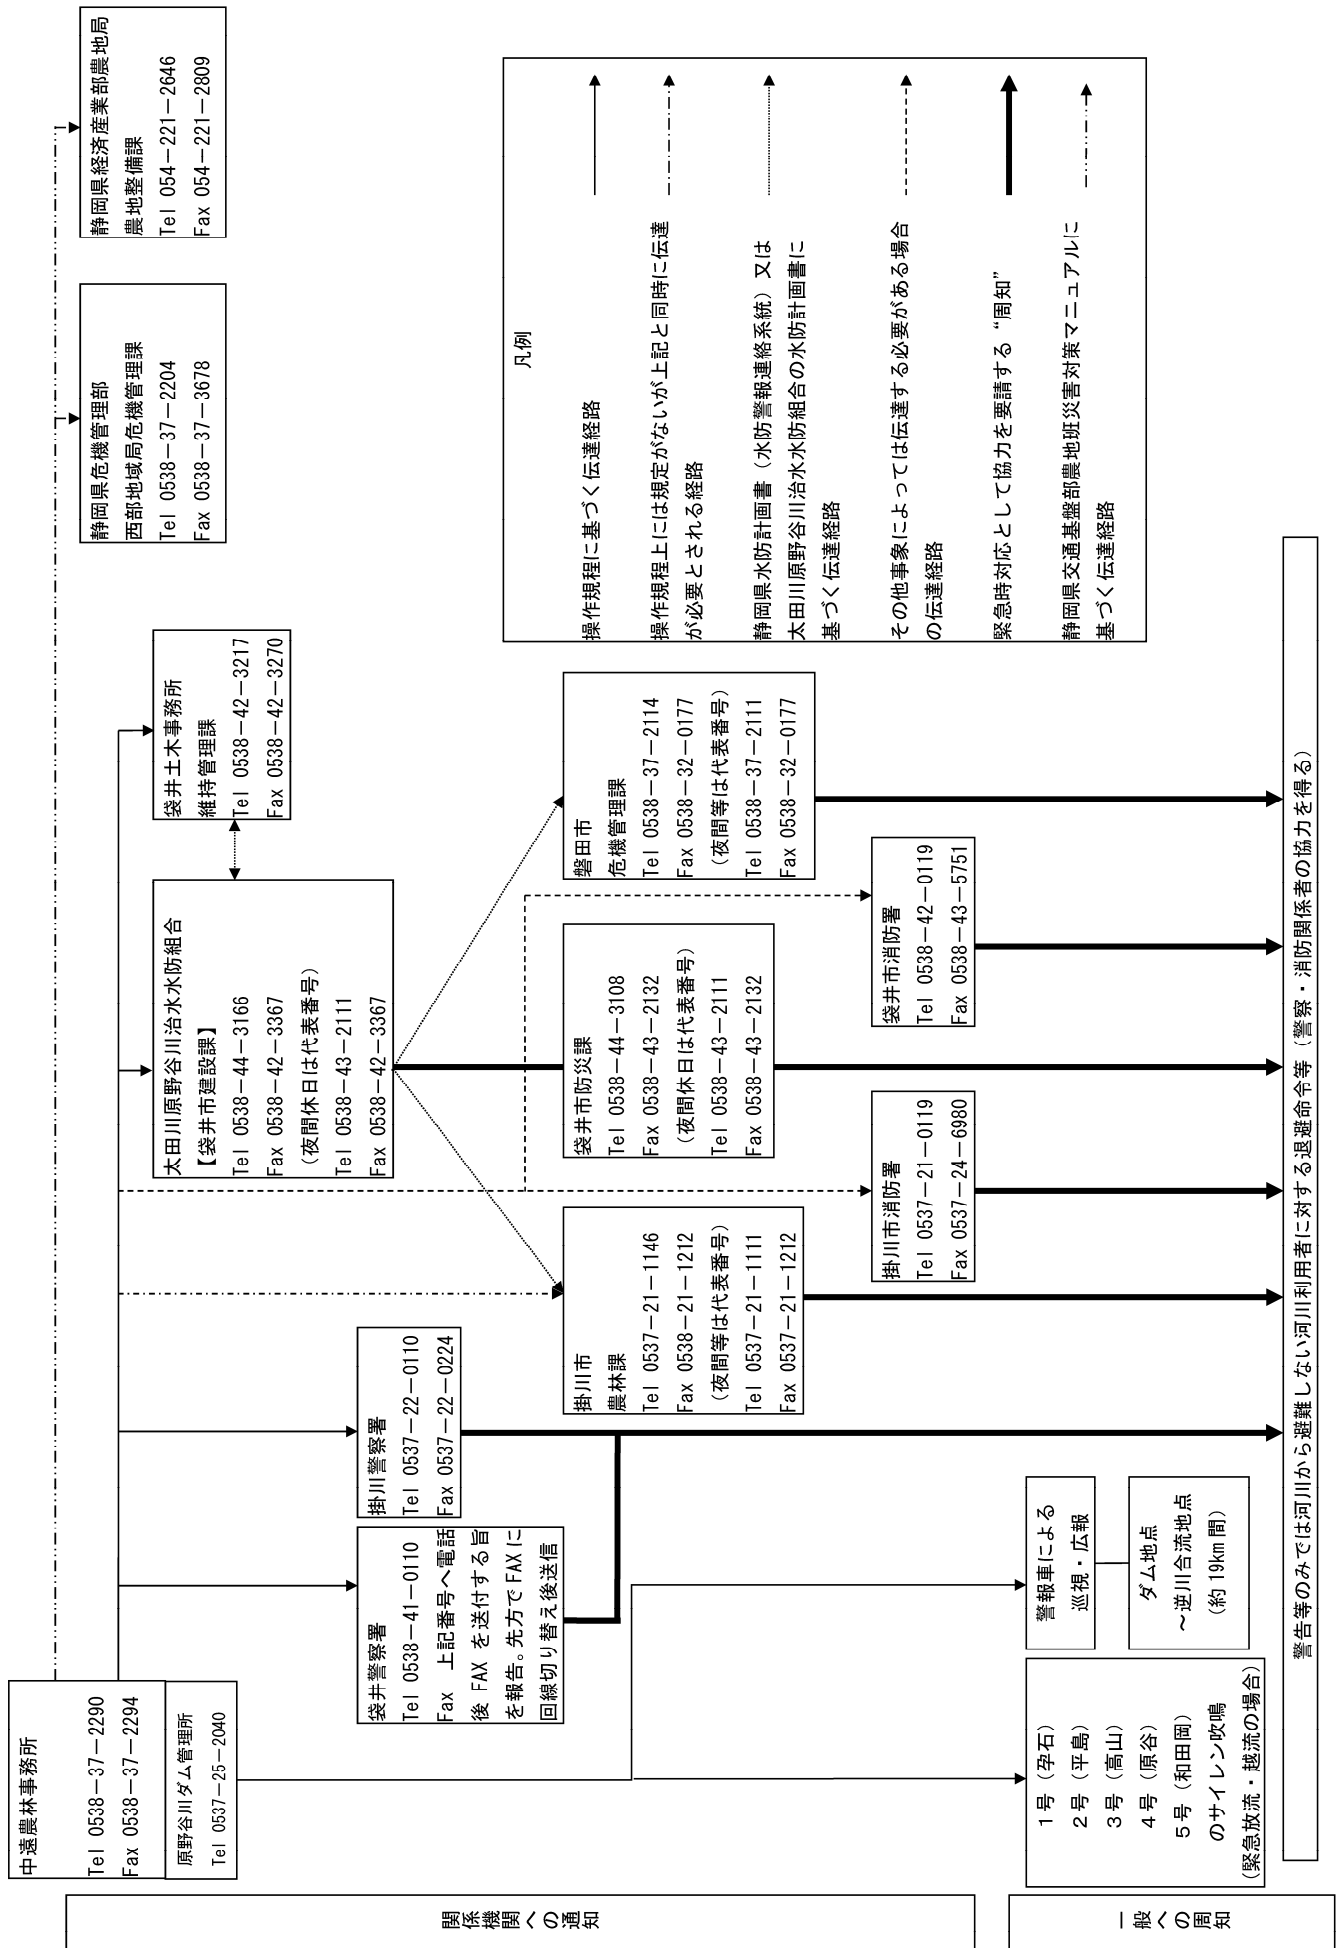 中遠農林事務所
Tel 0538－37－2290
Fax 0538－37－2294
原野谷川ダム管理所
Tel 0537－25－2040
静岡県危機管理部
西部地域局危機管理課
Tel 0538－37－2204
Fax 0538－37－3678
静岡県経済産業部農地局
農地整備課
Tel 054－221－2646
Fax 054－221－2809
袋井土木事務所
維持管理課
Tel 0538－42－3217
Fax 0538－42－3270
太田川原野谷川治水水防組合
【袋井市建設課】
Tel 0538－44－3166
Fax 0538－42－3367
（夜間休日は代表番号）
Tel 0538－43－2111
Fax 0538－42－3367
袋井警察署
Tel 0538－41－0110
Fax 上記番号へ電話
後 FAX を送付する旨
を報告。先方で FAX に
回線切り替え後送信
掛川警察署
Tel 0537－22－0110
Fax 0537－22－0224
掛川市
農林課
Tel 0537－21－1146
Fax 0538－21－1212
（夜間等は代表番号）
Tel 0537－21－1111
Fax 0537－21－1212
袋井市防災課
Tel 0538－44－3108
Fax 0538－43－2132
（夜間休日は代表番号）
Tel 0538－43－2111
Fax 0538－43－2132
磐田市
危機管理課
Tel 0538－37－2114
Fax 0538－32－0177
（夜間等は代表番号）
Tel 0538－37－2111
Fax 0538－32－0177
掛川市消防署
Tel 0537－21－0119
Fax 0537－24－6980
袋井市消防署
Tel 0538－42－0119
Fax 0538－43－5751
凡例
操作規程に基づく伝達経路
操作規程上には規定がないが上記と同時に伝達
が必要とされる経路
静岡県水防計画書（水防警報連絡系統）又は
太田川原野谷川治水水防組合の水防計画書に
基づく伝達経路
その他事象によっては伝達する必要がある場合
の伝達経路
緊急時対応として協力を要請する“周知”
静岡県交通基盤部農地班災害対策マニュアルに
基づく伝達経路
1号（孕石）
2号（平島）
3号（高山）
4号（原谷）
5号（和田岡）
のサイレン吹鳴
（緊急放流・越流の場合）
警報車による
巡視・広報
ダム地点
～逆川合流地点
（約 19km 間）
警告等のみでは河川から避難しない河川利用者に対する退避命令等（警察・消防関係者の協力を得る）
関係機関への通知
一般への周知